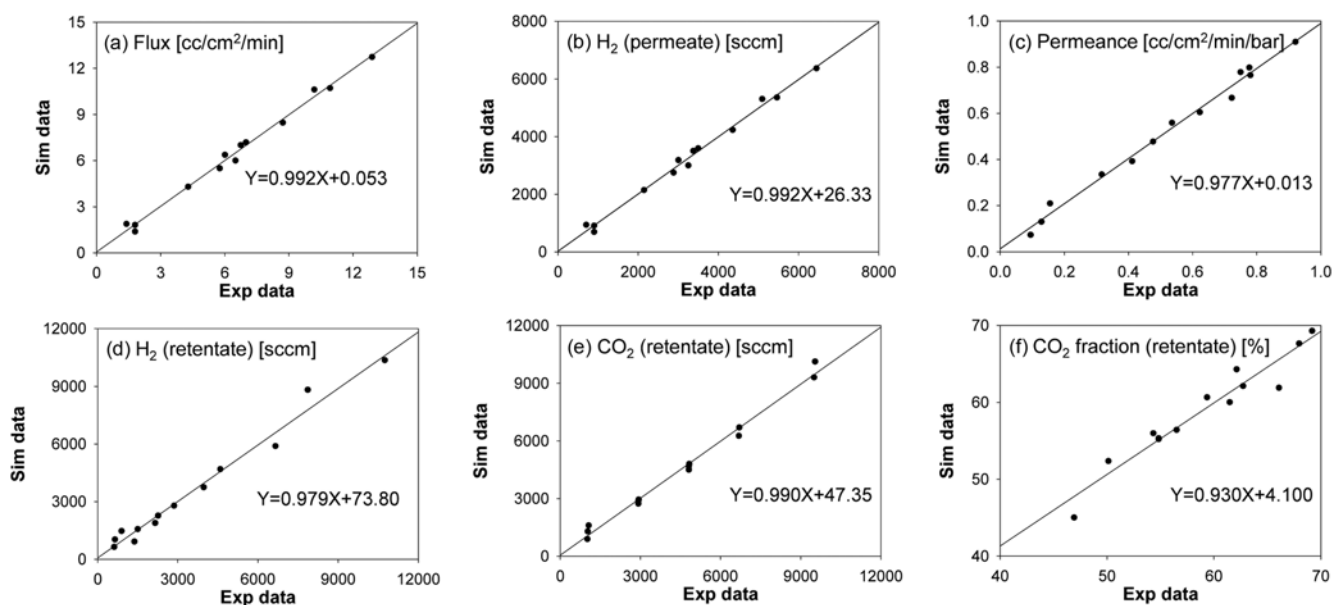 (a) Flux [cc/cm²/min]
15
12
9
6
3
0
Sim data
Y=0.992X+0.053
0 3 6 9 12 15
Exp data
(b) H₂ (permeate) [sccm]
8000
6000
4000
2000
0
Sim data
Y=0.992X+26.33
0 2000 4000 6000 8000
Exp data
(c) Permeance [cc/cm²/min/bar]
1.0
0.8
0.6
0.4
0.2
0.0
Sim data
Y=0.977X+0.013
0.0 0.2 0.4 0.6 0.8 1.0
Exp data
(d) H₂ (retentate) [sccm]
12000
9000
6000
3000
0
Sim data
Y=0.979X+73.80
0 3000 6000 9000 12000
Exp data
(e) CO₂ (retentate) [sccm]
12000
9000
6000
3000
0
Sim data
Y=0.990X+47.35
0 3000 6000 9000 12000
Exp data
(f) CO₂ fraction (retentate) [%]
70
60
50
40
Sim data
Y=0.930X+4.100
40 50 60 70
Exp data